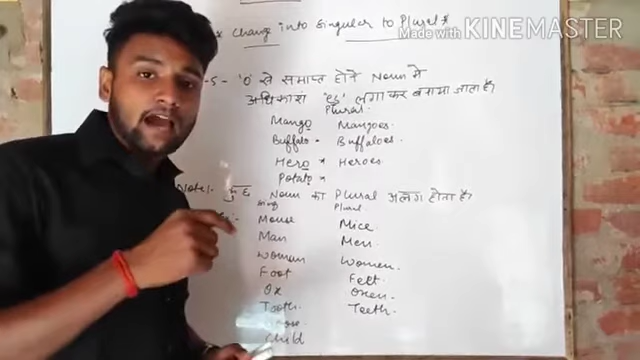 Made with KINEMASTER
* Change into Singular to Plural *
-5- 'O' से समाप्त होने Noun में
अधिकांश 'es' लगा कर बनाया जाता है।
Plural
Mango Mangoes.
Buffalo - Buffaloes.
Hero * Heroes.
Potato *
Note:- कुछ Noun का Plural अलग होता है।
Sing Plural
Mouse Mice.
Man Men.
Woman Women.
Foot Feet.
Ox Oxen.
Tooth. Teeth.
Child